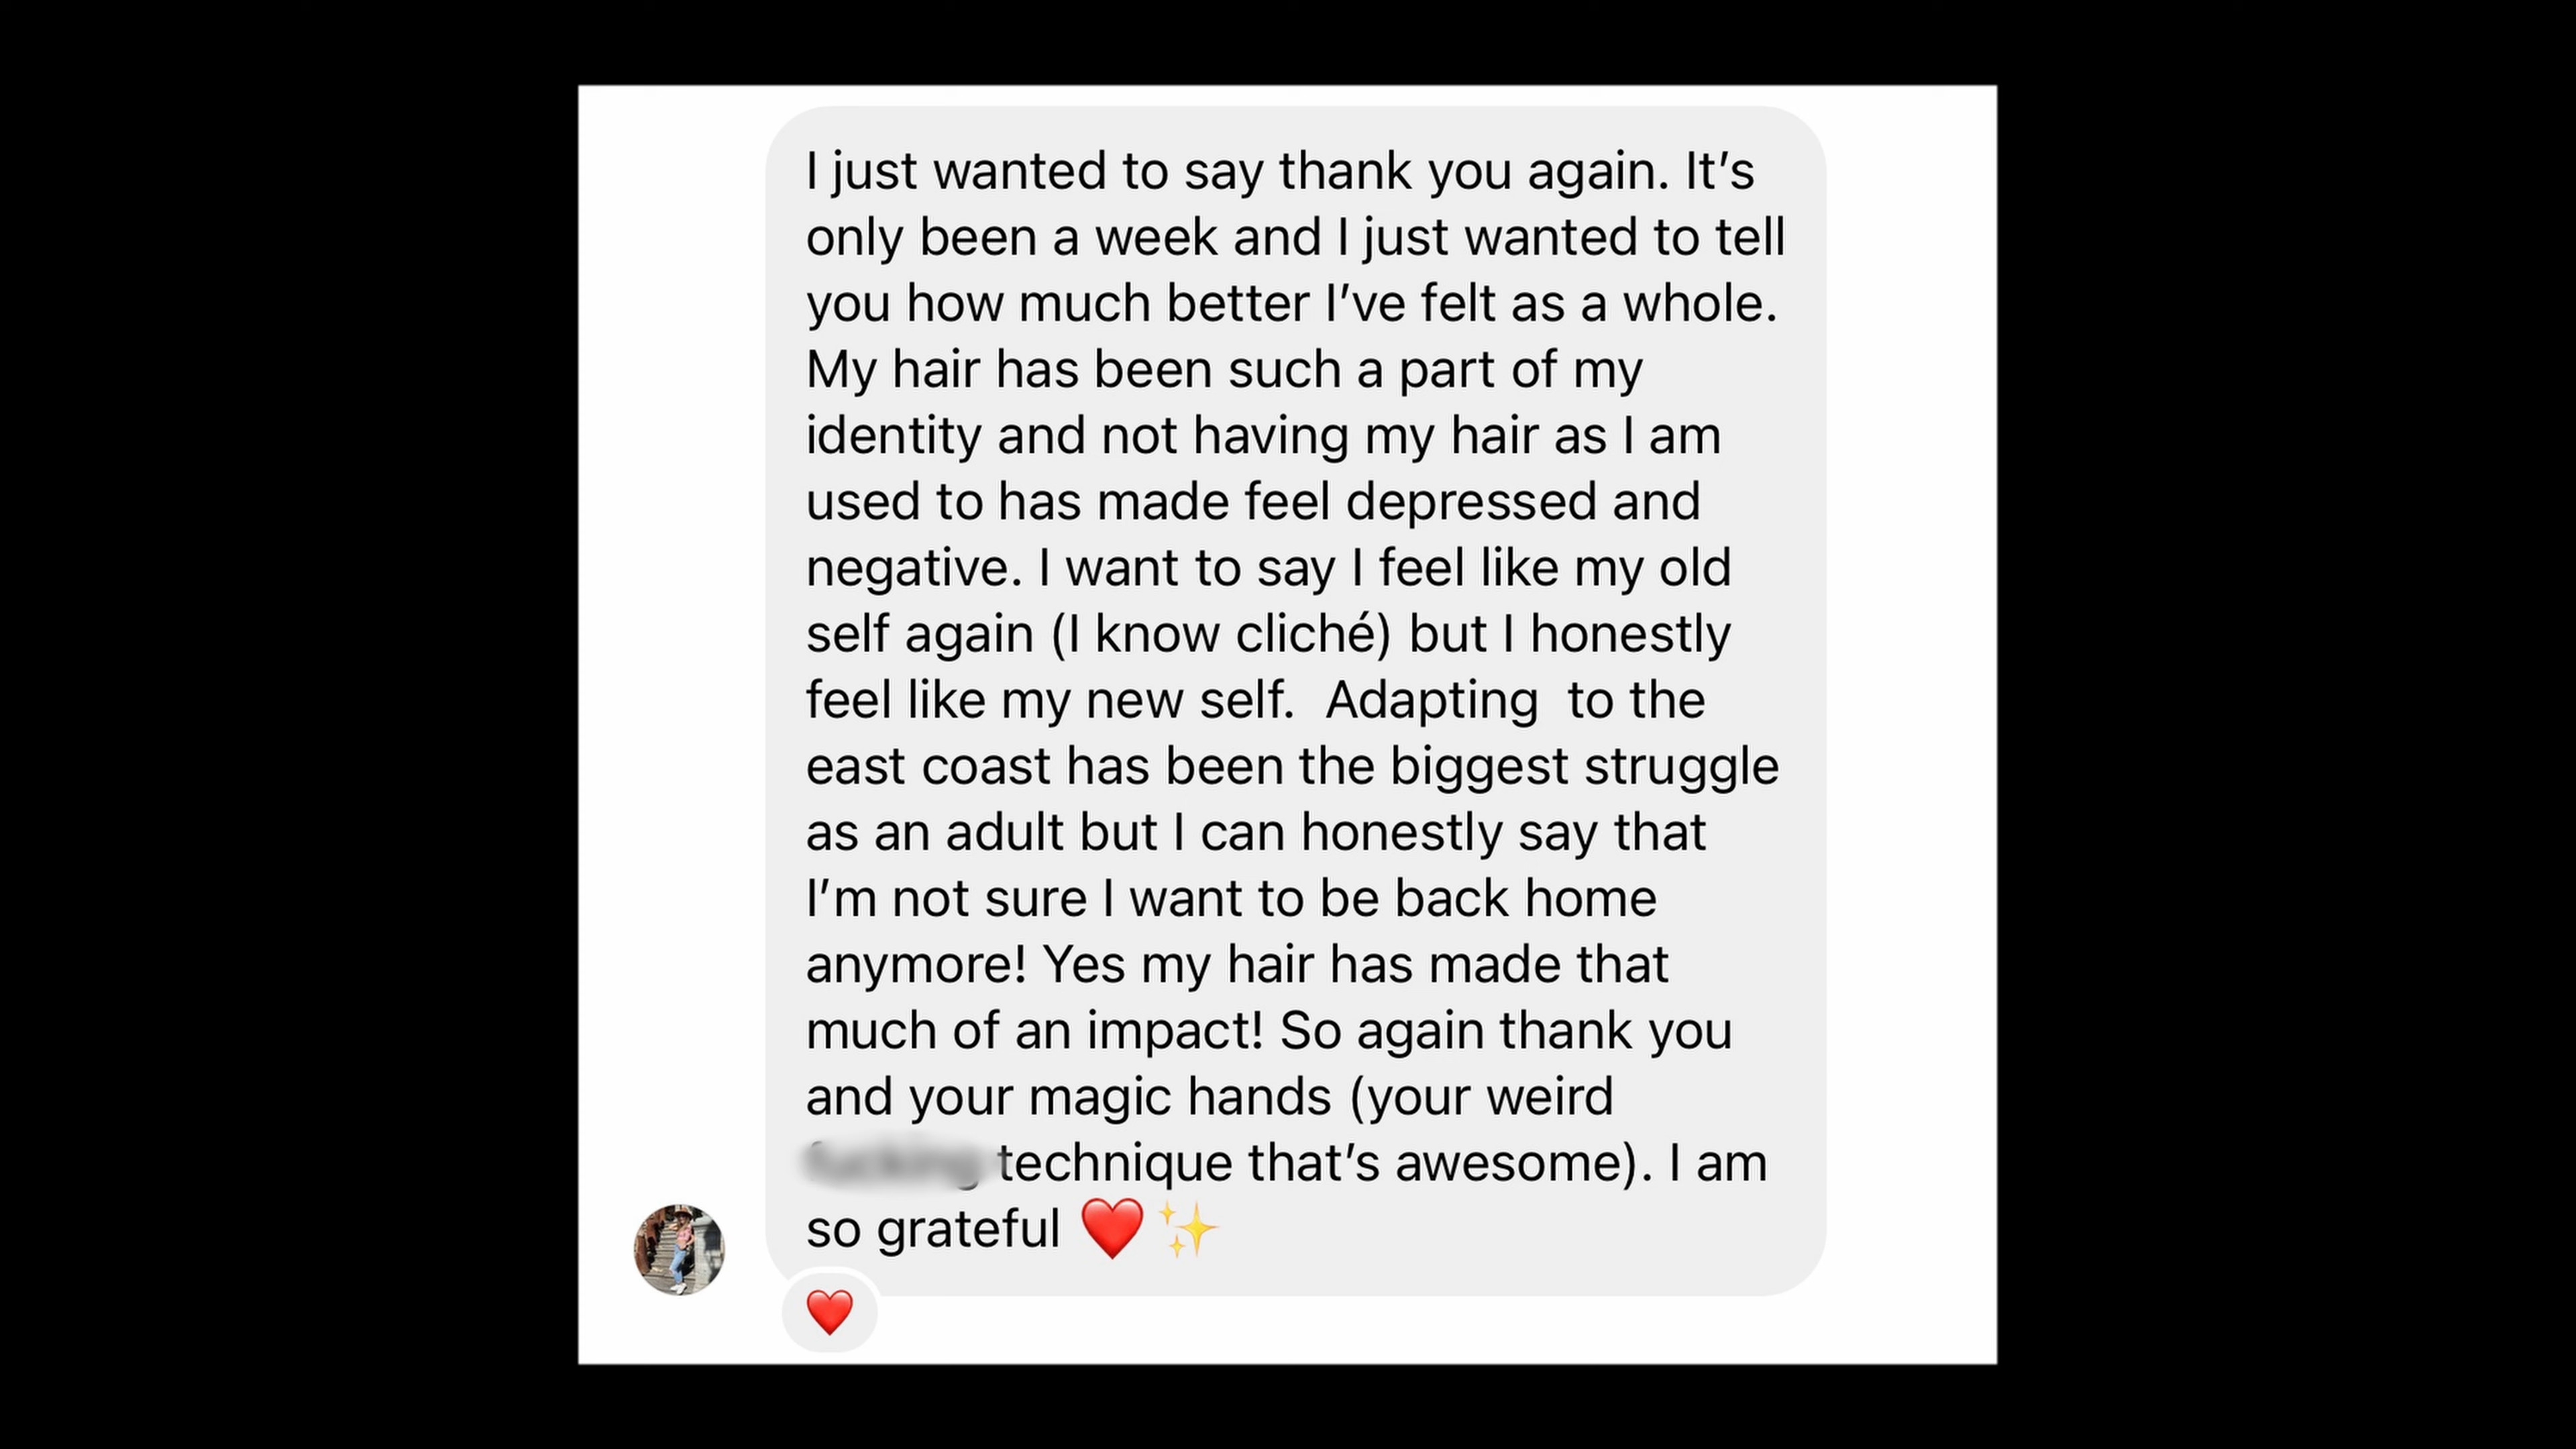 I just wanted to say thank you again. It’s
only been a week and I just wanted to tell
you how much better I’ve felt as a whole.
My hair has been such a part of my
identity and not having my hair as I am
used to has made feel depressed and
negative. I want to say I feel like my old
self again (I know cliché) but I honestly
feel like my new self.  Adapting  to the
east coast has been the biggest struggle
as an adult but I can honestly say that
I’m not sure I want to be back home
anymore! Yes my hair has made that
much of an impact! So again thank you
and your magic hands (your weird
technique that’s awesome). I am
so grateful ❤️ ✨
❤️